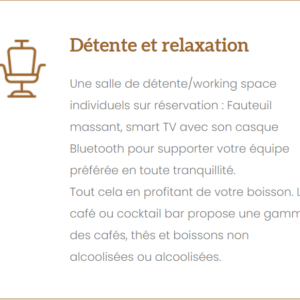 Détente et relaxation
Une salle de détente/working space
individuels sur réservation : Fauteuil
massant, smart TV avec son casque
Bluetooth pour supporter votre équipe
préférée en toute tranquillité.
Tout cela en profitant de votre boisson. L
café ou cocktail bar propose une gamm
des cafés, thés et boissons non
alcoolisées ou alcoolisées.